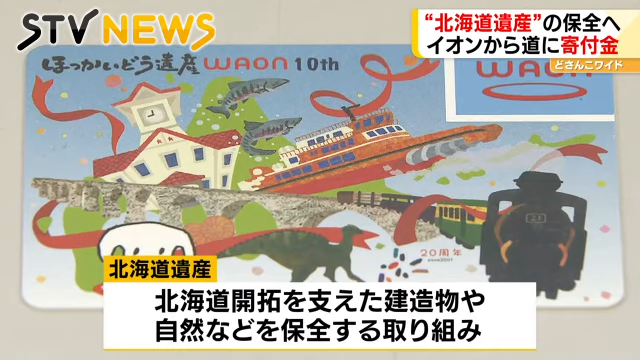 STV NEWS
“北海道遺産”の保全へ
イオンから道に寄付金
どさんこワイド
ほっかいどう遺産 WAON 10th
WAON
20周年
北海道遺産
北海道開拓を支えた建造物や
自然などを保全する取り組み